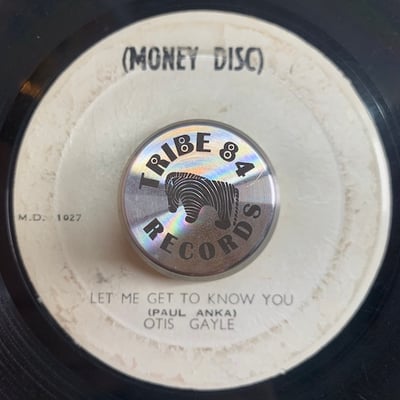 (MONEY DISC)
TRIBE 84
RECORDS
M.D. 1027
LET ME GET TO KNOW YOU
(PAUL ANKA)
OTIS GAYLE